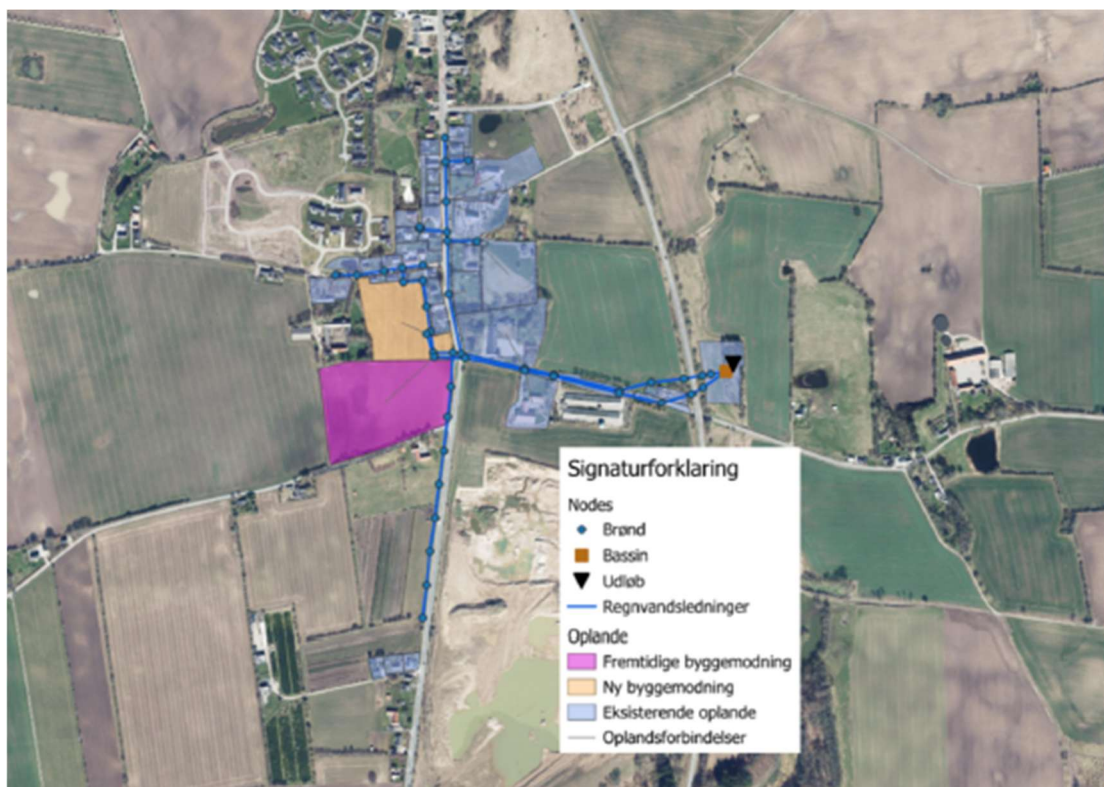 Signaturforklaring
Nodes
Brønd
Bassin
Udløb
Regnvandsledninger
Oplande
Fremtidige byggemodning
Ny byggemodning
Eksisterende oplande
Oplandsforbindelser